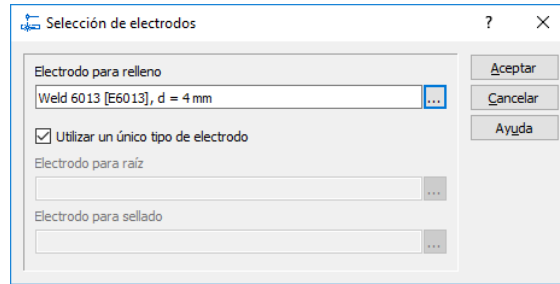 Selección de electrodos
?
Electrodo para relleno
Weld 6013 [E6013], d = 4 mm
...
Utilizar un único tipo de electrodo
Electrodo para raíz
...
Electrodo para sellado
...
Aceptar
Cancelar
Ayuda